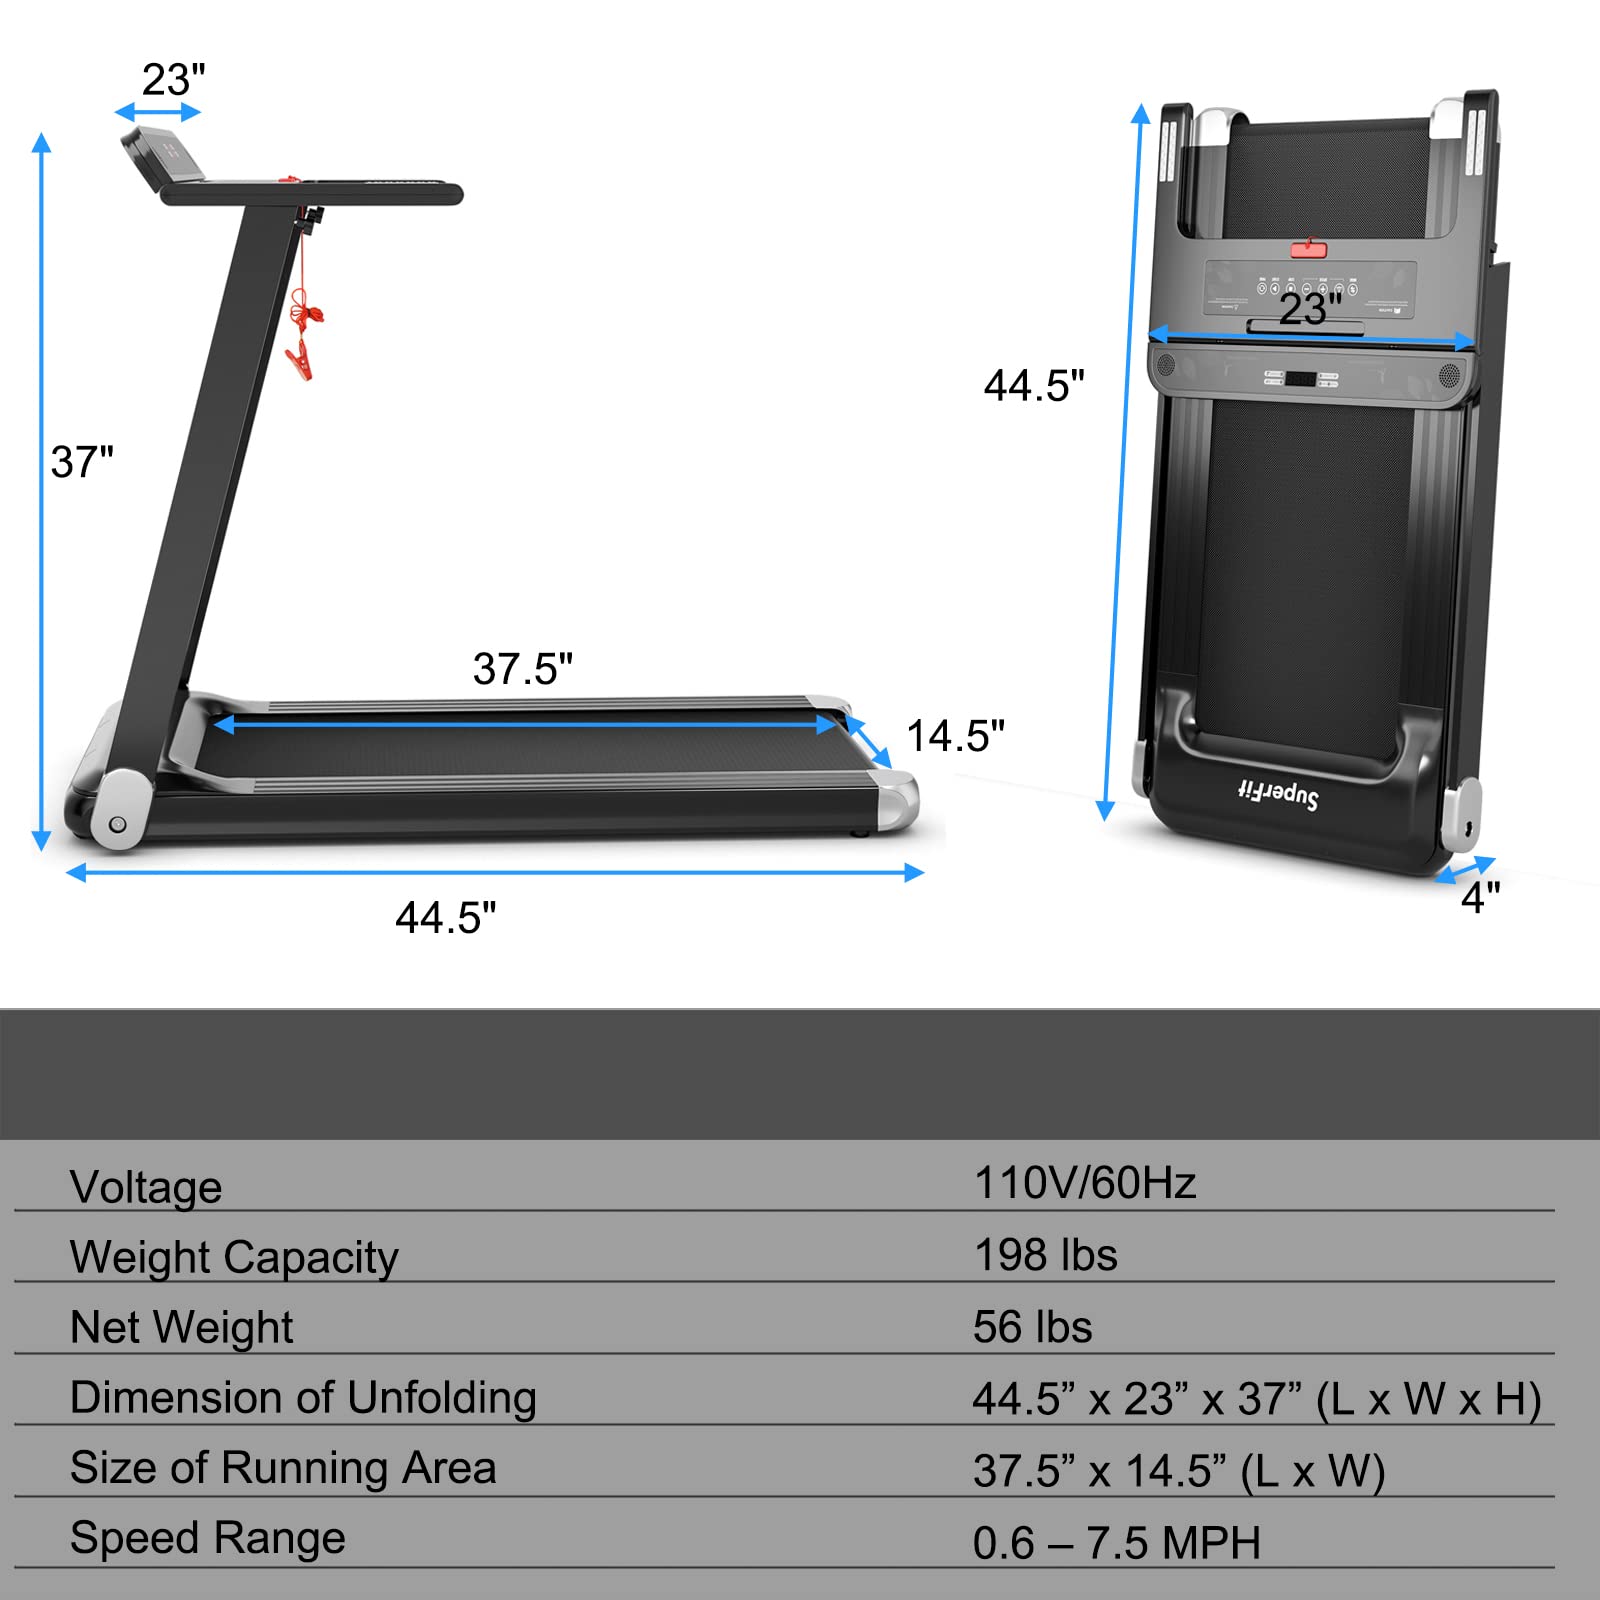 23"
37"
37.5"
14.5"
44.5"
44.5"
23"
4"
SuperFit
Voltage 110V/60Hz
Weight Capacity 198 lbs
Net Weight 56 lbs
Dimension of Unfolding 44.5” x 23” x 37” (L x W x H)
Size of Running Area 37.5” x 14.5” (L x W)
Speed Range 0.6 – 7.5 MPH